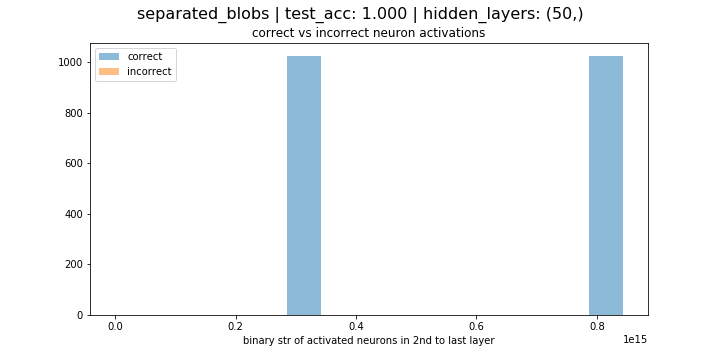 separated_blobs | test_acc: 1.000 | hidden_layers: (50,)
correct vs incorrect neuron activations
correct
incorrect
1000
800
600
400
200
0
0.0 0.2 0.4 0.6 0.8
1e15
binary str of activated neurons in 2nd to last layer